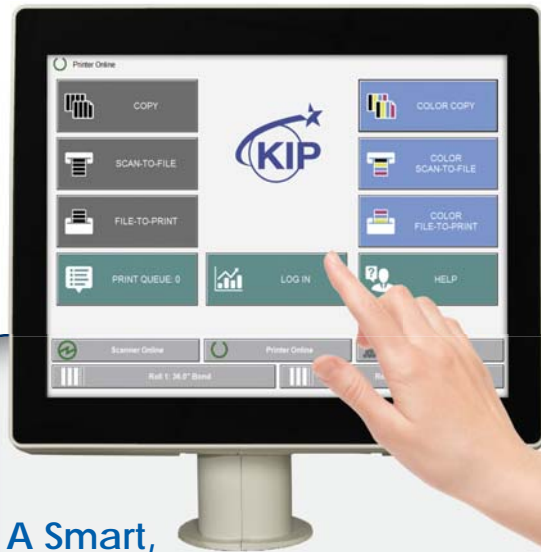 Printer Online
COPY
COLOR COPY
SCAN-TO-FILE
KIP
COLOR
SCAN-TO-FILE
FILE-TO-PRINT
COLOR
FILE-TO-PRINT
PRINT QUEUE: 0
LOG IN
HELP
Scanner Online
Printer Online
Roll 1: 36.0" Bond
A Smart,